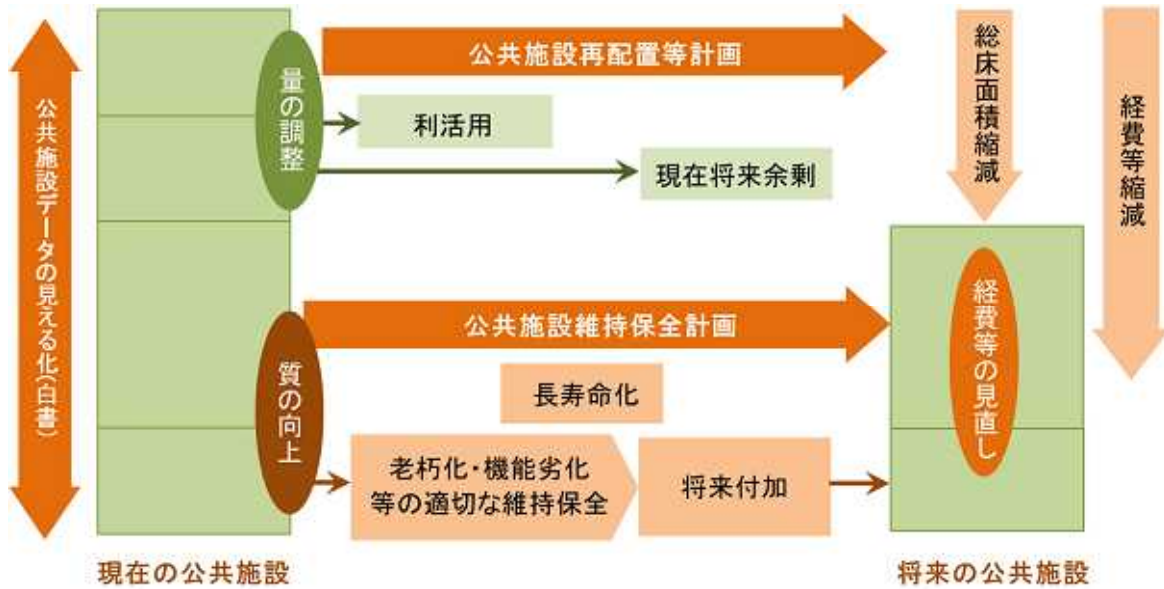 公共施設データの見える化(白書)
量の調整
公共施設再配置等計画
利活用
現在将来余剰
質の向上
公共施設維持保全計画
長寿命化
老朽化・機能劣化
等の適切な維持保全
将来付加
総床面積縮減
経費等縮減
経費等の見直し
現在の公共施設
将来の公共施設